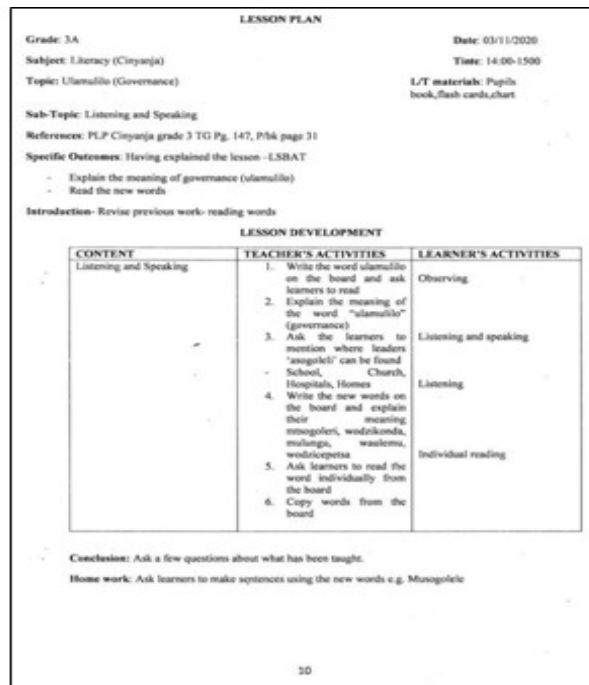 LESSON PLAN
Grade: 3A
Date: 03/11/2020
Subject: Literacy (Cinyanja)
Time: 14:00-1500
Topic: Ulamulilo (Governance)
L/T materials: Pupils
book,flash cards,chart
Sub-Topic: Listening and Speaking
References: PLP Cinyanja grade 3 TG Pg. 147, P/bk page 31
Specific Outcomes: Having explained the lesson –LSBAT
- Explain the meaning of governance (ulamulilo)
- Read the new words
Introduction- Revise previous work- reading words
LESSON DEVELOPMENT
CONTENT
TEACHER'S ACTIVITIES
LEARNER'S ACTIVITIES
Listening and Speaking
1. Write the word ulamulilo
on the board and ask
learners to read
2. Explain the meaning of
the word "ulamulilo"
(governance)
3. Ask the learners to
mention where leaders
'asogoleli' can be found
- School, Church,
Hospitals, Homes
4. Write the new words on
the board and explain
their meaning
mtsogoleri, wodzikonda,
mulungu, waulemu,
wodzicepetsa
5. Ask learners to read the
word individually from
the board
6. Copy words from the
board
Observing
Listening and speaking
Listening
Individual reading
Conclusion: Ask a few questions about what has been taught.
Home work: Ask learners to make sentences using the new words e.g. Musogolele
10